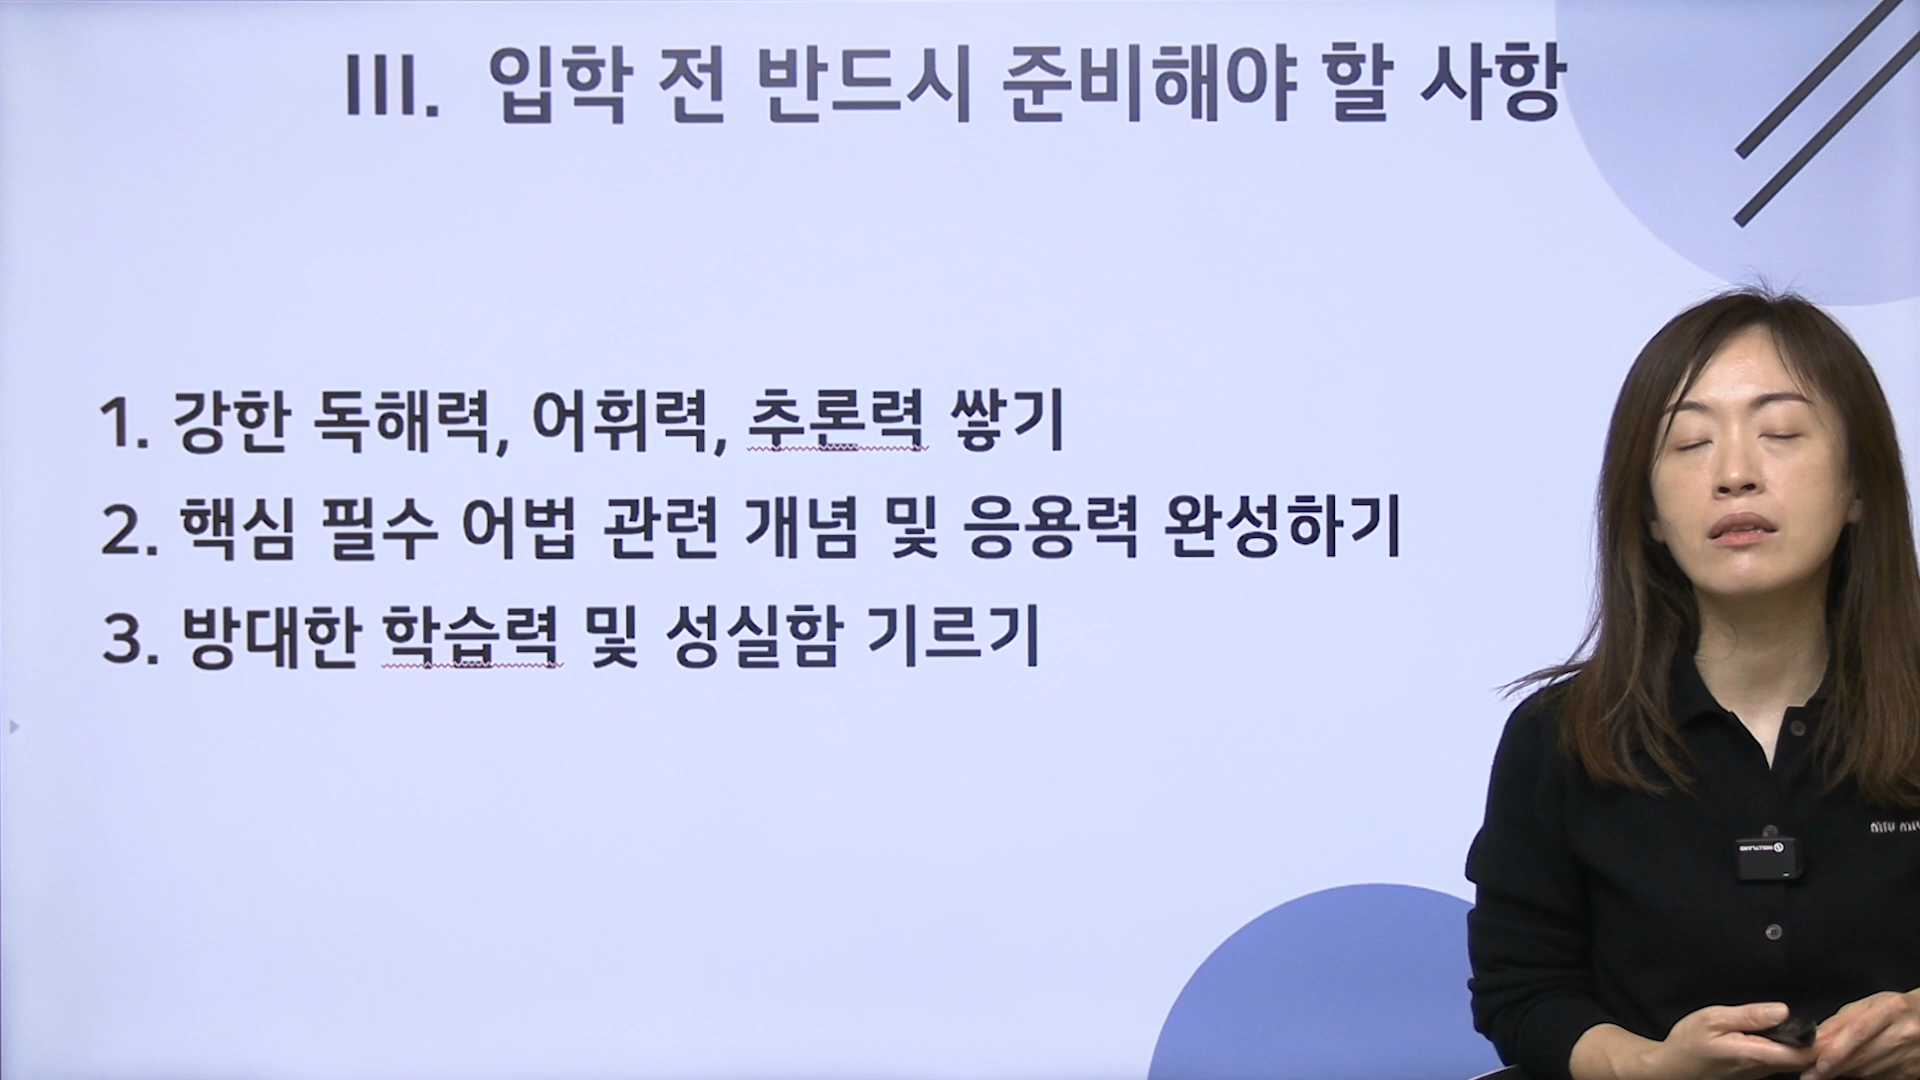 III. 입학 전 반드시 준비해야 할 사항
1. 강한 독해력, 어휘력, 추론력 쌓기
2. 핵심 필수 어법 관련 개념 및 응용력 완성하기
3. 방대한 학습력 및 성실함 기르기
HOLLYLAND